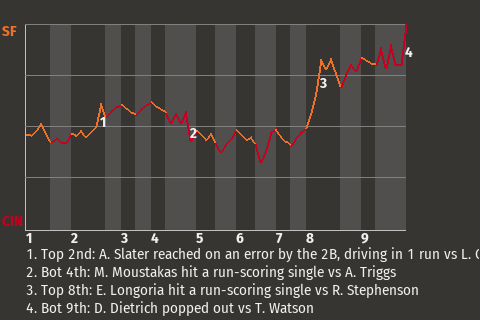 SF
1
3
4
2
CIN
1 2 3 4 5 6 7 8 9
1. Top 2nd: A. Slater reached on an error by the 2B, driving in 1 run vs L.
2. Bot 4th: M. Moustakas hit a run-scoring single vs A. Triggs
3. Top 8th: E. Longoria hit a run-scoring single vs R. Stephenson
4. Bot 9th: D. Dietrich popped out vs T. Watson